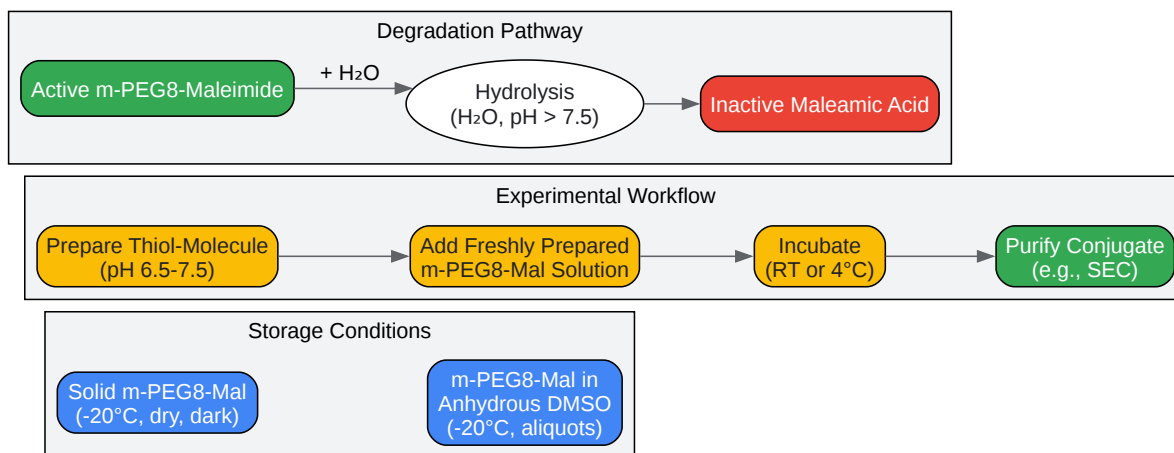 Degradation Pathway
Active m-PEG8-Maleimide
+ H₂O
Hydrolysis
(H₂O, pH > 7.5)
Inactive Maleamic Acid
Experimental Workflow
Prepare Thiol-Molecule
(pH 6.5-7.5)
Add Freshly Prepared
m-PEG8-Mal Solution
Incubate
(RT or 4°C)
Purify Conjugate
(e.g., SEC)
Storage Conditions
Solid m-PEG8-Mal
(-20°C, dry, dark)
m-PEG8-Mal in
Anhydrous DMSO
(-20°C, aliquots)